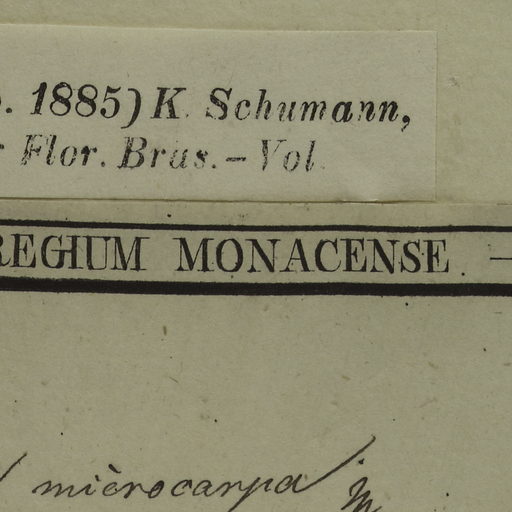 . 1885) K. Schumann,
Flor. Bras. – Vol
REGIUM MONACENSE –
microcarpa